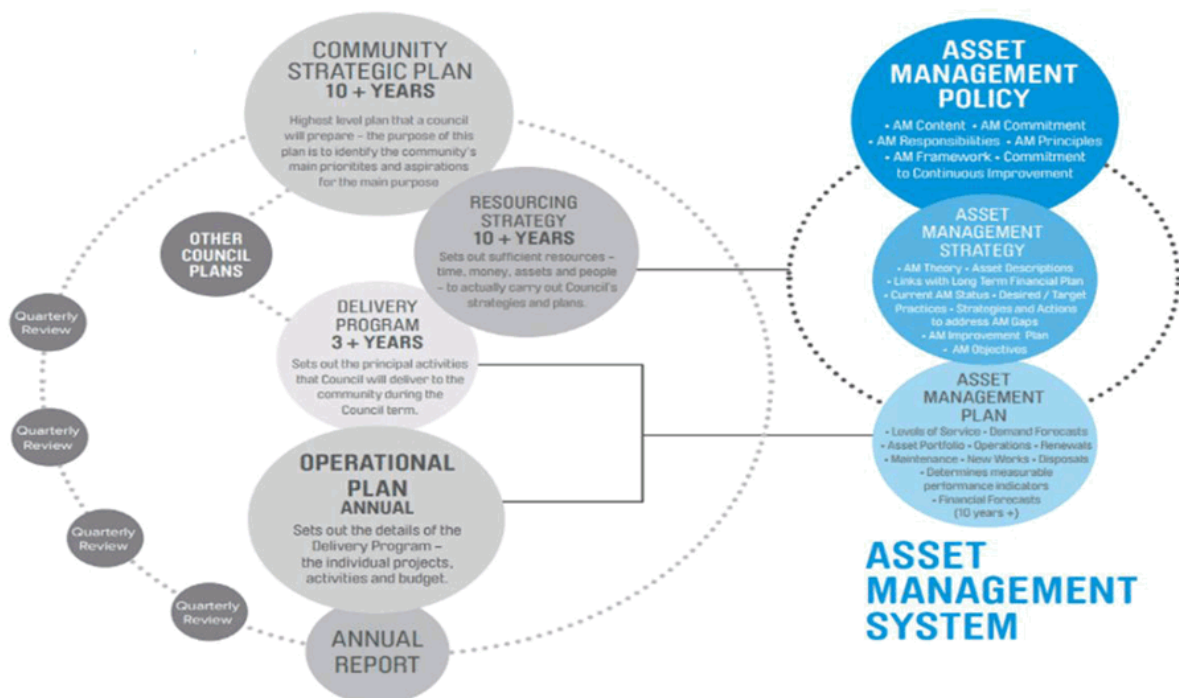 COMMUNITY
STRATEGIC PLAN
10 + YEARS
Highest level plan that a council
will prepare – the purpose of this
plan is to identify the community's
main prioritites and aspirations
for the main purpose
RESOURCING
STRATEGY
10 + YEARS
Sets out sufficient resources –
time, money, assets and people
– to actually carry out Council's
strategies and plans.
OTHER
COUNCIL
PLANS
DELIVERY
PROGRAM
3 + YEARS
Sets out the principal activities
that Council will deliver to the
community during the
Council term.
OPERATIONAL
PLAN
ANNUAL
Sets out the details of the
Delivery Program –
the individual projects,
activities and budget.
ANNUAL
REPORT
Quarterly
Review
Quarterly
Review
Quarterly
Review
Quarterly
Review
ASSET
MANAGEMENT
POLICY
• AM Content • AM Commitment
• AM Responsibilities • AM Principles
• AM Framework • Commitment
to Continuous Improvement
ASSET
MANAGEMENT
STRATEGY
• AM Theory • Asset Descriptions
• Links with Long Term Financial Plan
• Current AM Status • Desired / Target
Practices • Strategies and Actions
to address AM Gaps
• AM Improvement Plan
• AM Objectives
ASSET
MANAGEMENT
PLAN
• Levels of Service • Demand Forecasts
• Asset Portfolio • Operations • Renewals
• Maintenance • New Works • Disposals
• Determines measurable
performance indicators
• Financial Forecasts
(10 years +)
ASSET
MANAGEMENT
SYSTEM